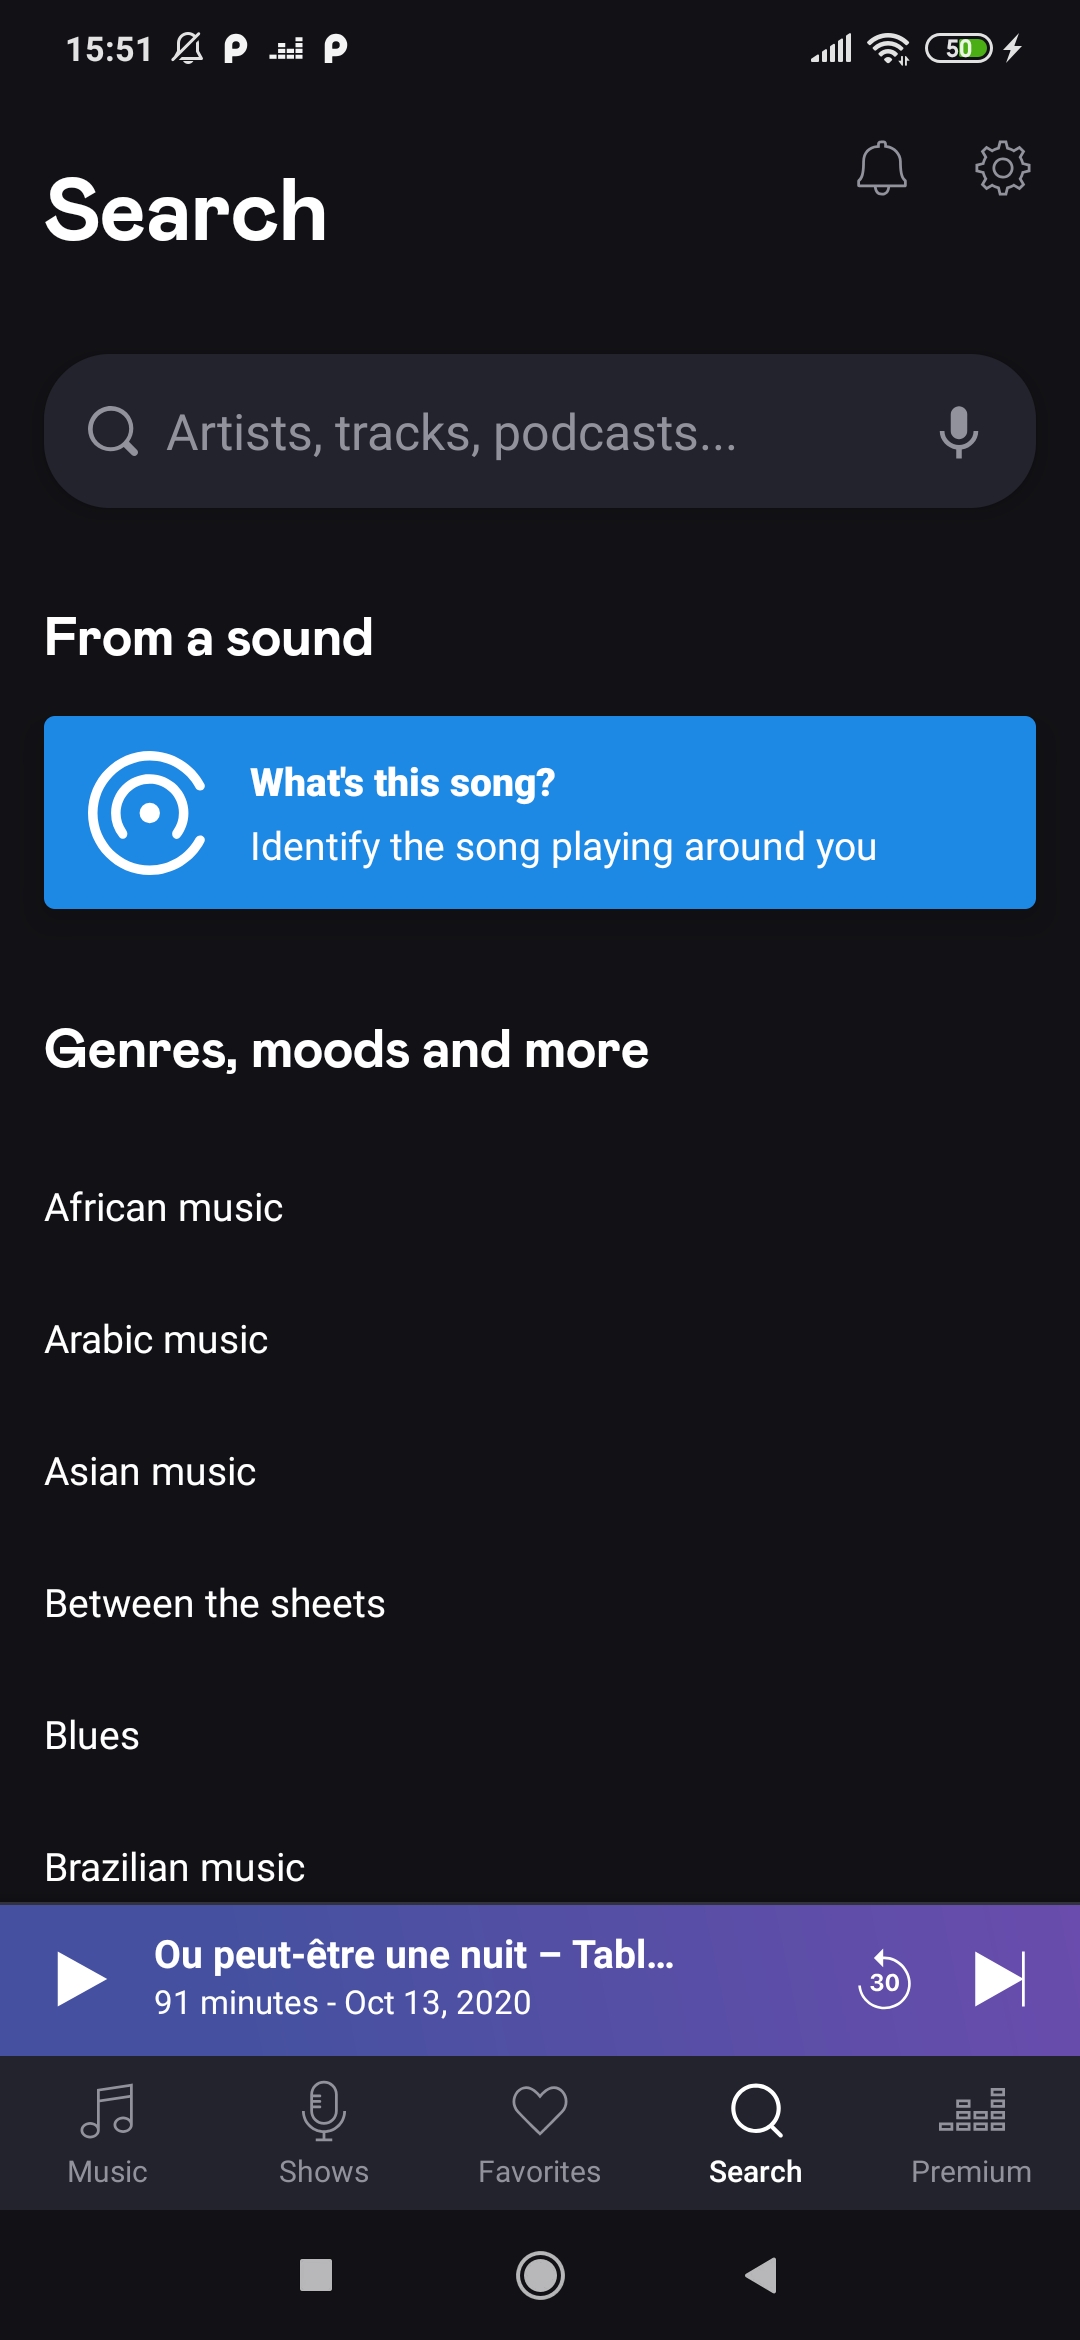 15:51
50
Search
Artists, tracks, podcasts...
From a sound
What's this song?
Identify the song playing around you
Genres, moods and more
African music
Arabic music
Asian music
Between the sheets
Blues
Brazilian music
Ou peut-être une nuit – Tabl...
91 minutes - Oct 13, 2020
30
Music
Shows
Favorites
Search
Premium